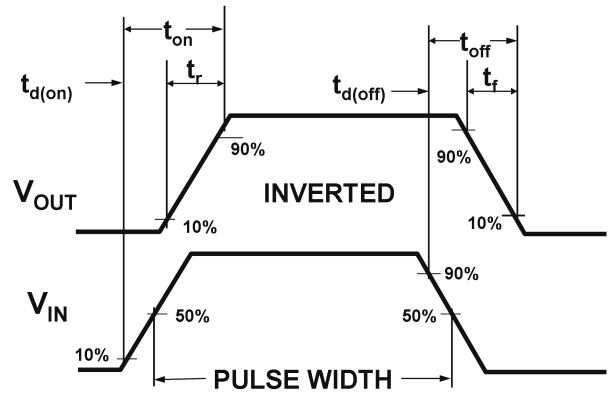 ton toff
td(on) tr td(off) tf
90% 90%
VOUT INVERTED
10% 10%
90%
VIN 50% 50%
10%
PULSE WIDTH